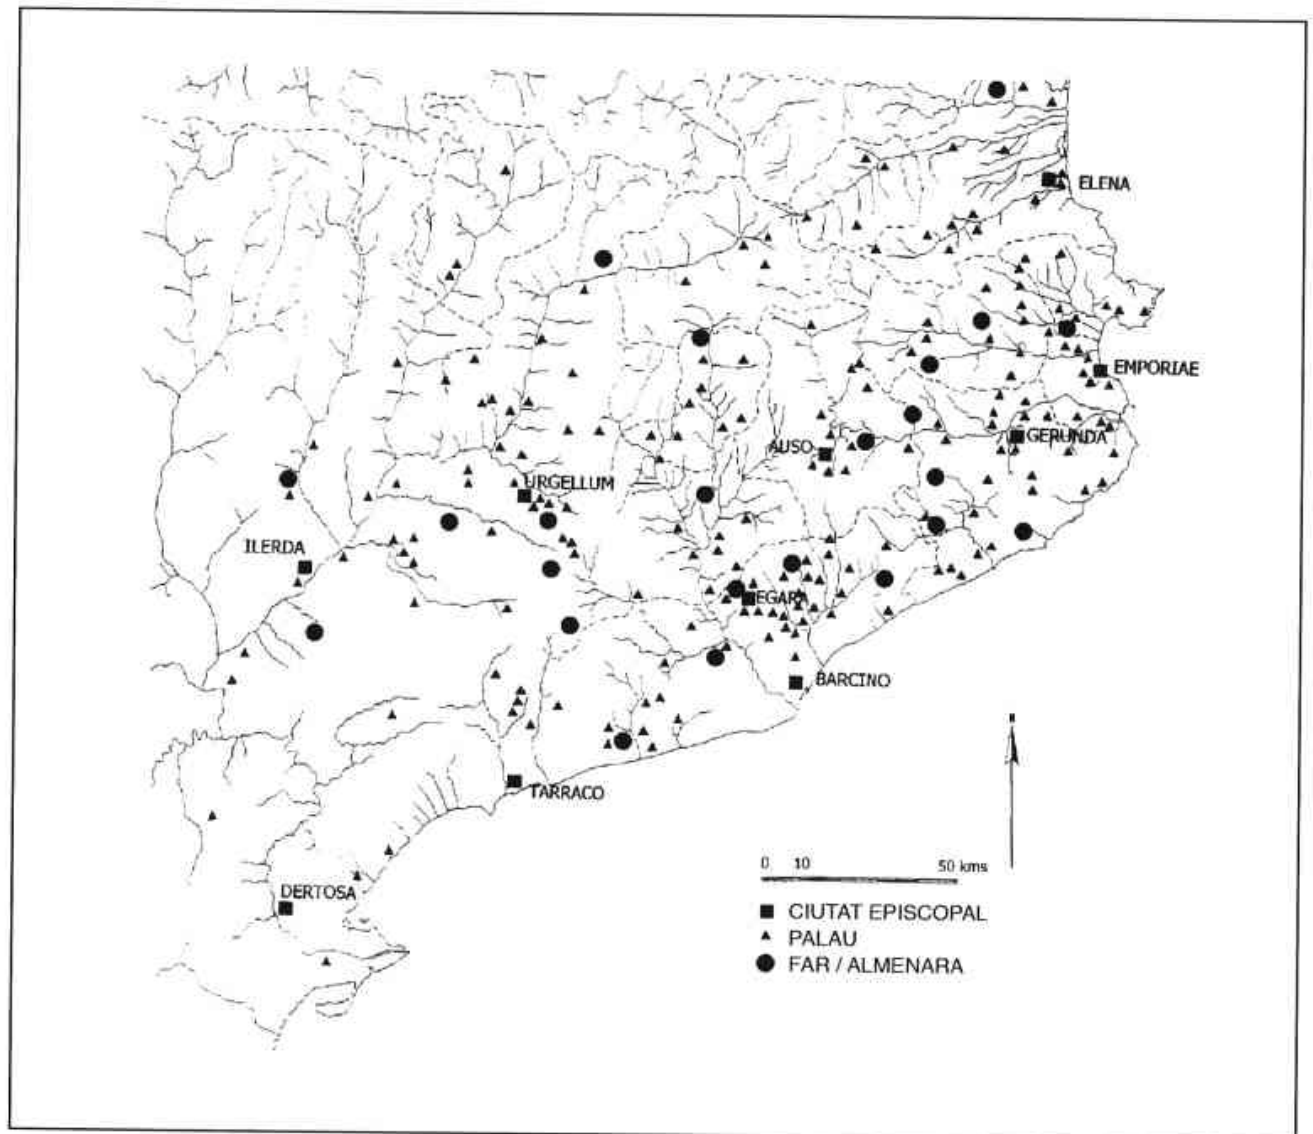 ELENA
EMPORIAE
GERUNDA
AUSO
URGELLUM
ILERDA
EGARA
BARCINO
TARRACO
DERTOSA
N
0 10 50 kms
CIUTAT EPISCOPAL
PALAU
FAR / ALMENARA